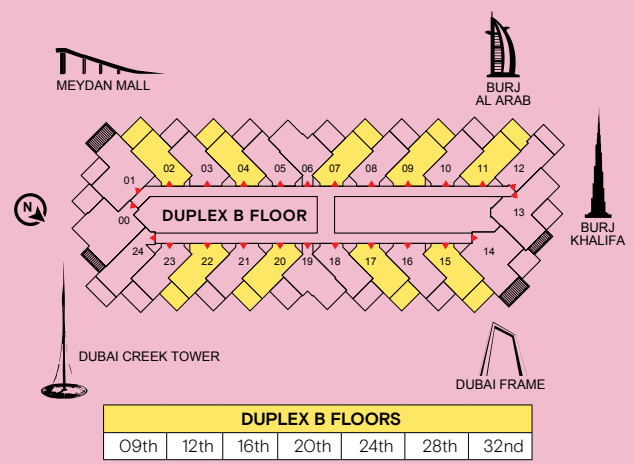 MEYDAN MALL
BURJ
AL ARAB
02 03 04 05 06 07 08 09 10 11 12
01
N
00
DUPLEX B FLOOR
13
BURJ
KHALIFA
24
23 22 21 20 19 18 17 16 15 14
DUBAI CREEK TOWER
DUBAI FRAME
DUPLEX B FLOORS
09th 12th 16th 20th 24th 28th 32nd